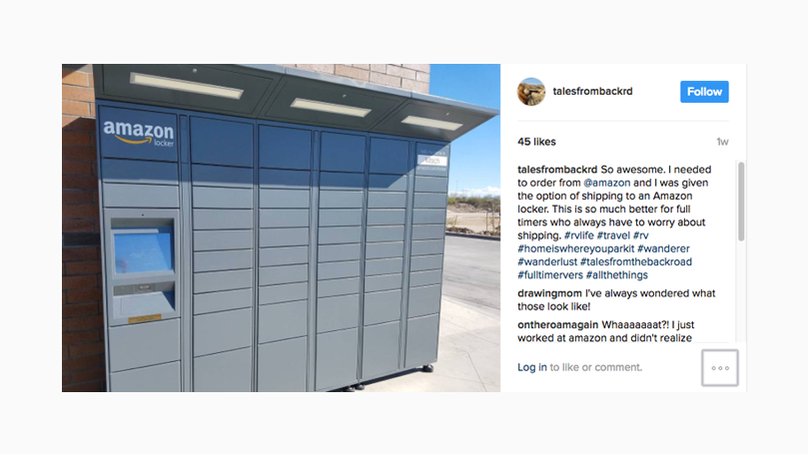 amazon
locker
talesfrombackrd
Follow
45 likes
1w
talesfrombackrd So awesome. I needed
to order from @amazon and I was given
the option of shipping to an Amazon
locker. This is so much better for full
timers who always have to worry about
shipping. #rvlife #travel #rv
#homeiswhereyouparkit #wanderer
#wanderlust #talesfromthebackroad
#fulltimervers #allthethings
drawingmom I've always wondered what
those look like!
ontheroamagain Whaaaaaaat?! I just
worked at amazon and didn't realize
Log in to like or comment.